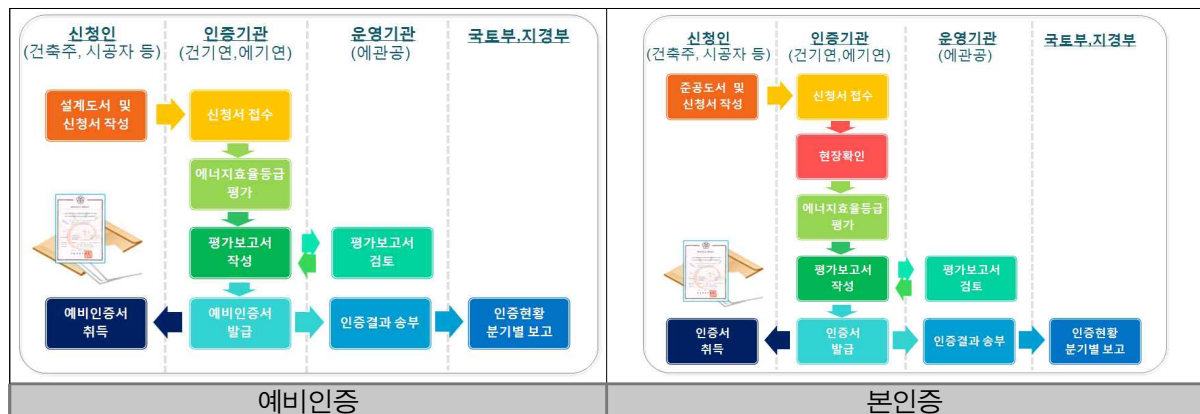 신청인
(건축주, 시공자 등)
인증기관
(건기연,에기연)
운영기관
(에관공)
국토부,지경부
설계도서 및
신청서 작성
신청서 접수
에너지효율등급
평가
평가보고서
작성
평가보고서
검토
예비인증서
취득
예비인증서
발급
인증결과 송부
인증현황
분기별 보고
예비인증
신청인
(건축주, 시공자 등)
인증기관
(건기연,에기연)
운영기관
(에관공)
국토부,지경부
준공도서 및
신청서 작성
신청서 접수
현장확인
에너지효율등급
평가
평가보고서
작성
평가보고서
검토
인증서
취득
인증서
발급
인증결과 송부
인증현황
분기별 보고
본인증